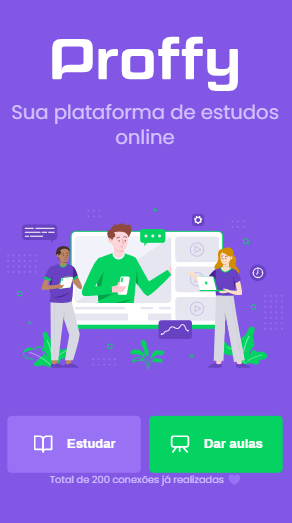 Proffy
Sua plataforma de estudos
online
Estudar
Dar aulas
Total de 200 conexões já realizadas